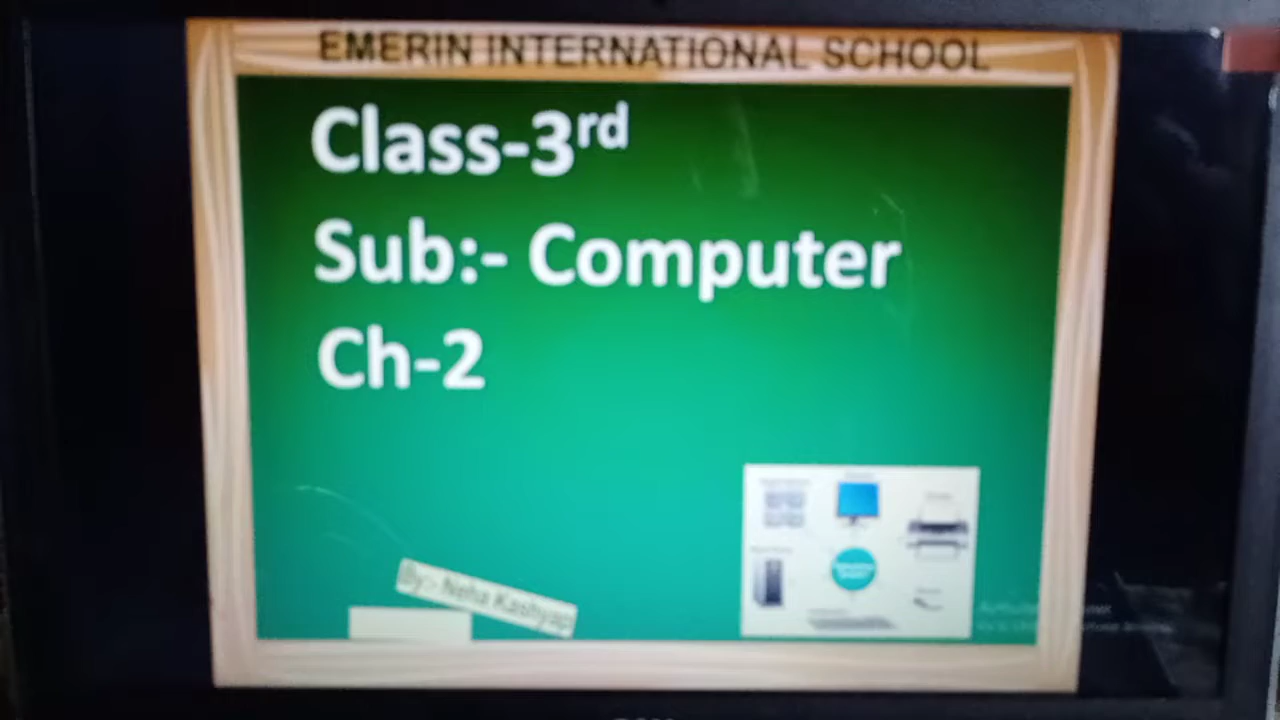 EMERIN INTERNATIONAL SCHOOL
Class-3rd
Sub:- Computer
Ch-2
By:- Neha Kashyap